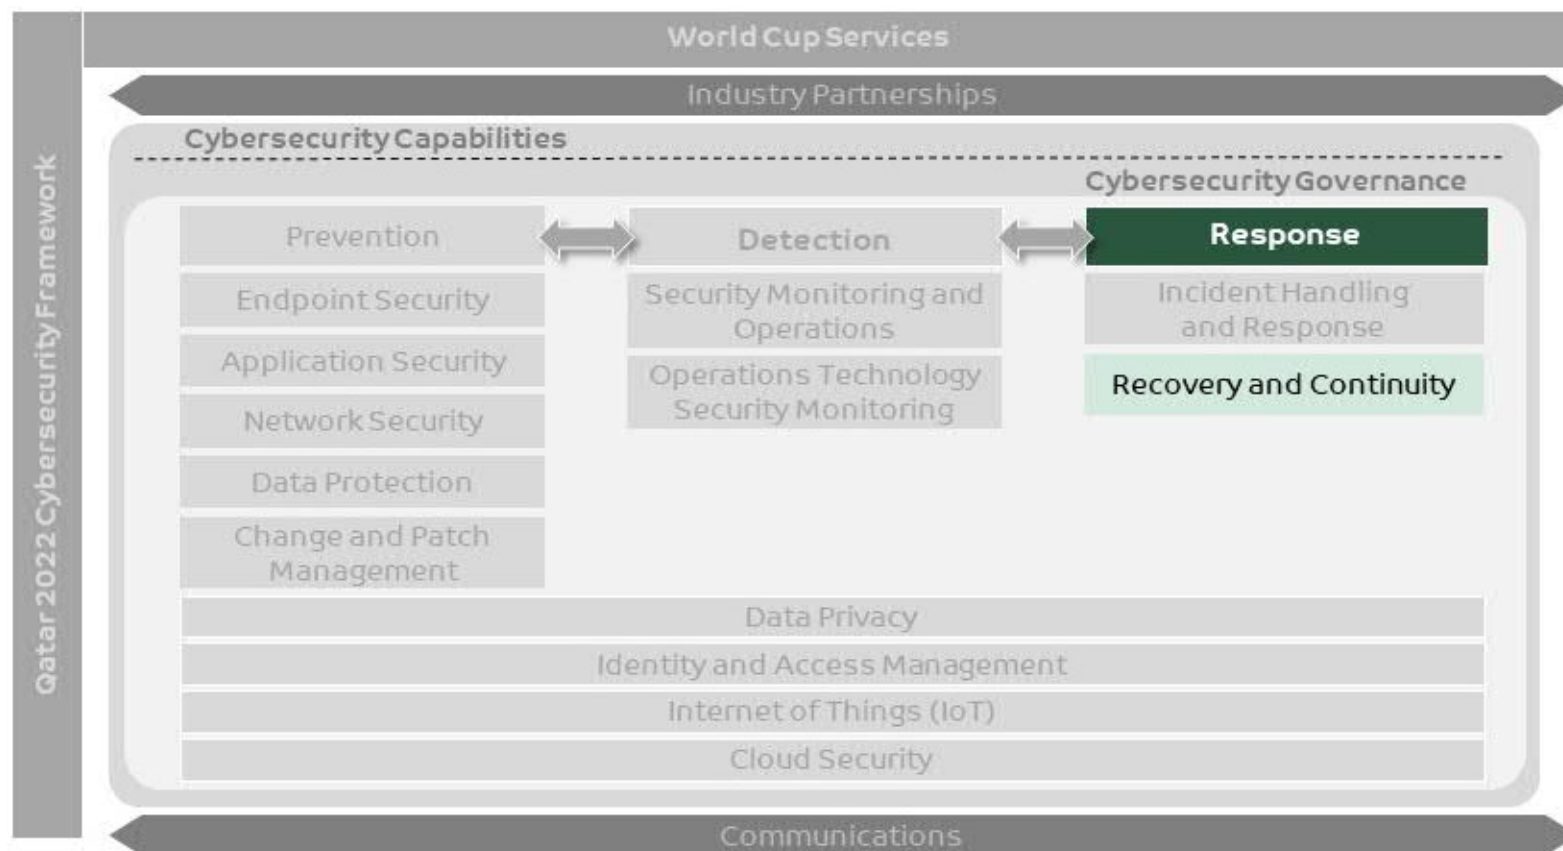 World Cup Services
Industry Partnerships
Qatar 2022 Cybersecurity Framework
Cybersecurity Capabilities
Cybersecurity Governance
Prevention
Detection
Response
Endpoint Security
Security Monitoring and
Operations
Incident Handling
and Response
Application Security
Operations Technology
Security Monitoring
Recovery and Continuity
Network Security
Data Protection
Change and Patch
Management
Data Privacy
Identity and Access Management
Internet of Things (IoT)
Cloud Security
Communications